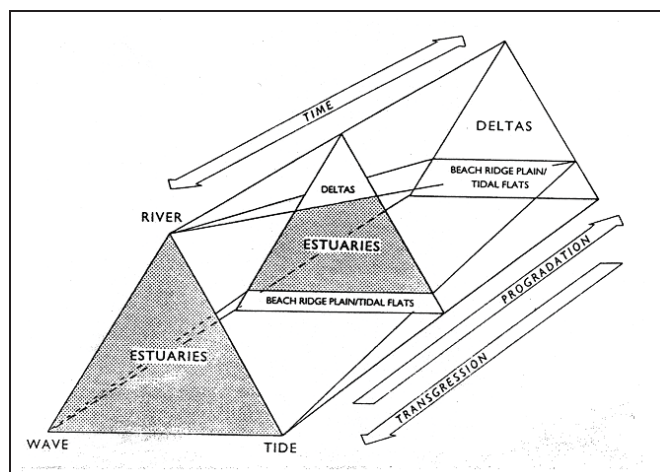 TIME
DELTAS
BEACH RIDGE PLAIN/
TIDAL FLATS
DELTAS
RIVER
ESTUARIES
BEACH RIDGE PLAIN/TIDAL FLATS
PROGRADATION
TRANSGRESSION
ESTUARIES
WAVE
TIDE